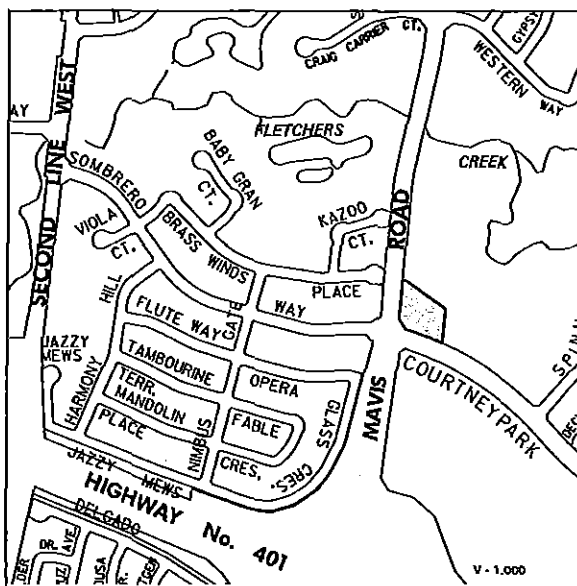 CRAIG CARRIER CT.
GYPSY
WESTERN WAY
AY
SECOND LINE WEST
FLETCHERS
CREEK
SOMBRERO
BABY GRAN CT.
VIOLA CT.
KAZOO CT.
ROAD
BRASS WINDS
PLACE
HILL
FLUTE WAY
GATE
WAY
JAZZY MEWS
TAMBOURINE
TERR.
OPERA
MANDOLIN
PLACE
HARMONY
NIMBUS
FABLE
CRES.
GLASS CRES.
MAVIS
COURTNEYPARK
SPINN
JAZZY MEWS
HIGHWAY No. 401
DELGADO
DR.
AVE
V - 1.000